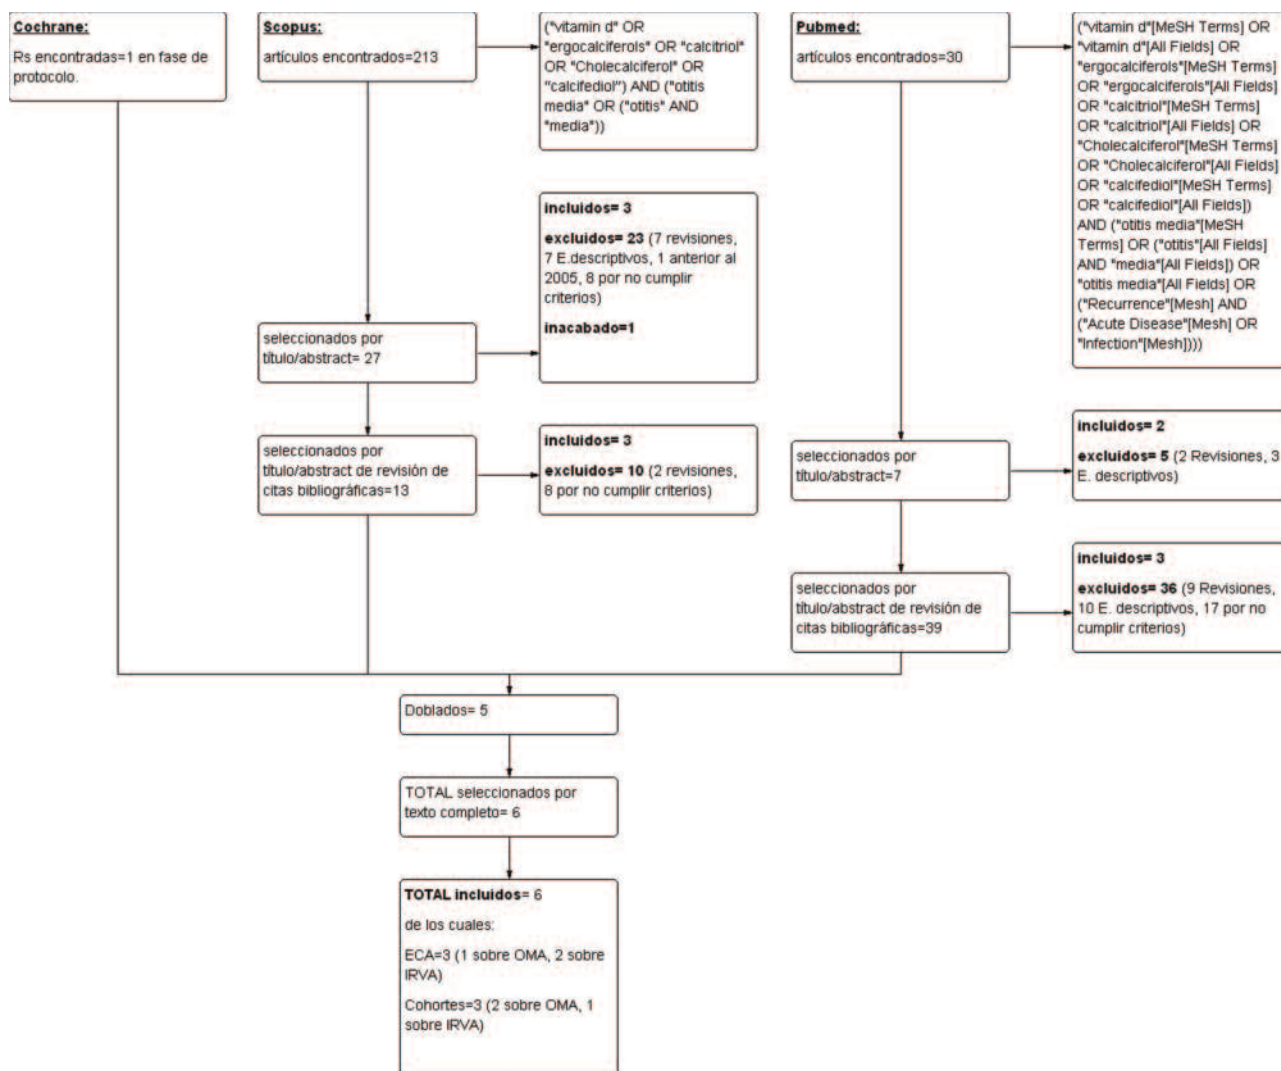 Cochrane:
Rs encontradas=1 en fase de
protocolo.
Scopus:
artículos encontrados=213
("vitamin d" OR
"ergocalciferols" OR "calcitriol"
OR "Cholecalciferol" OR
"calcifediol") AND ("otitis
media" OR ("otitis" AND
"media"))
Pubmed:
artículos encontrados=30
("vitamin d"[MeSH Terms] OR
"vitamin d"[All Fields] OR
"ergocalciferols"[MeSH Terms]
OR "ergocalciferols"[All Fields]
OR "calcitriol"[MeSH Terms]
OR "calcitriol"[All Fields] OR
"Cholecalciferol"[MeSH Terms]
OR "Cholecalciferol"[All Fields]
OR "calcifediol"[MeSH Terms]
OR "calcifediol"[All Fields])
AND ("otitis media"[MeSH
Terms] OR ("otitis"[All Fields]
AND "media"[All Fields]) OR
"otitis media"[All Fields] OR
("Recurrence"[Mesh] AND
("Acute Disease"[Mesh] OR
"Infection"[Mesh])))
incluidos= 3
excluidos= 23 (7 revisiones,
7 E.descriptivos, 1 anterior al
2005, 8 por no cumplir
criterios)
inacabado=1
seleccionados por
título/abstract= 27
seleccionados por
título/abstract de revisión de
citas bibliográficas=13
incluidos= 3
excluidos= 10 (2 revisiones,
8 por no cumplir criterios)
seleccionados por
título/abstract=7
incluidos= 2
excluidos= 5 (2 Revisiones, 3
E. descriptivos)
seleccionados por
título/abstract de revisión de
citas bibliográficas=39
incluidos= 3
excluidos= 36 (9 Revisiones,
10 E. descriptivos, 17 por no
cumplir criterios)
Doblados= 5
TOTAL seleccionados por
texto completo= 6
TOTAL incluidos= 6
de los cuales:
ECA=3 (1 sobre OMA, 2 sobre
IRVA)
Cohortes=3 (2 sobre OMA, 1
sobre IRVA)